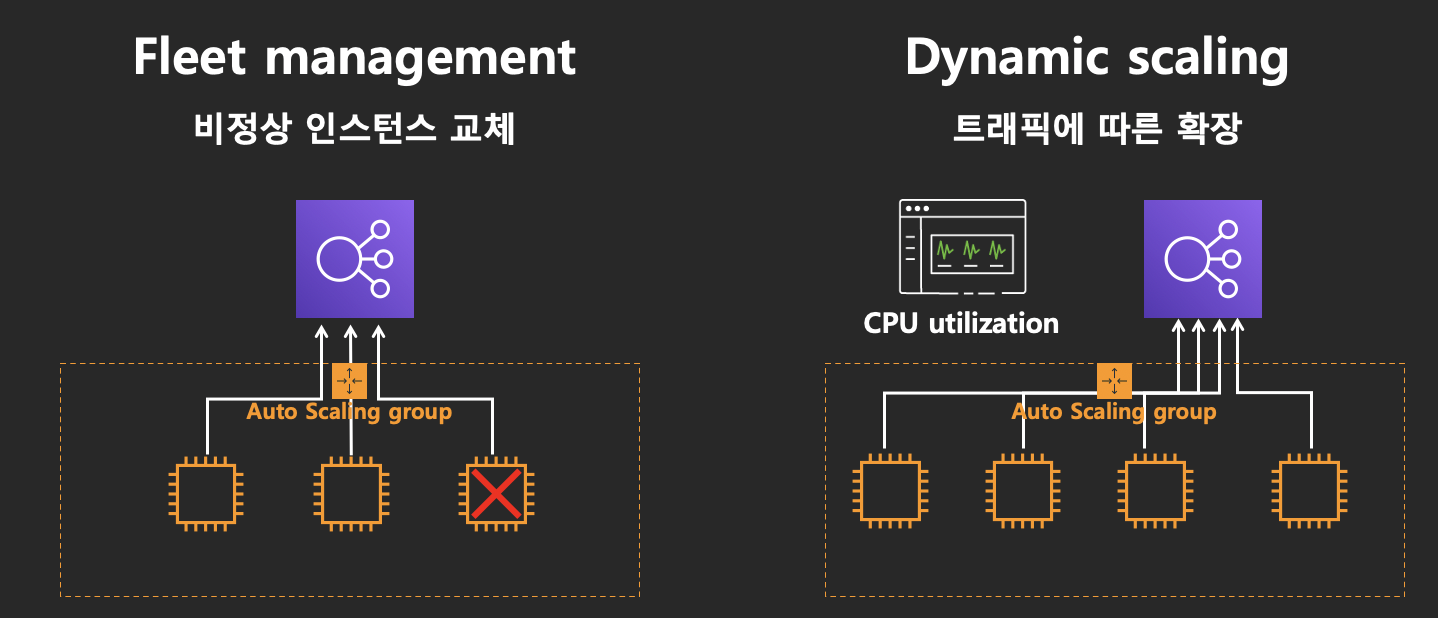 Fleet management
비정상 인스턴스 교체
Auto Scaling group
Dynamic scaling
트래픽에 따른 확장
CPU utilization
Auto Scaling group